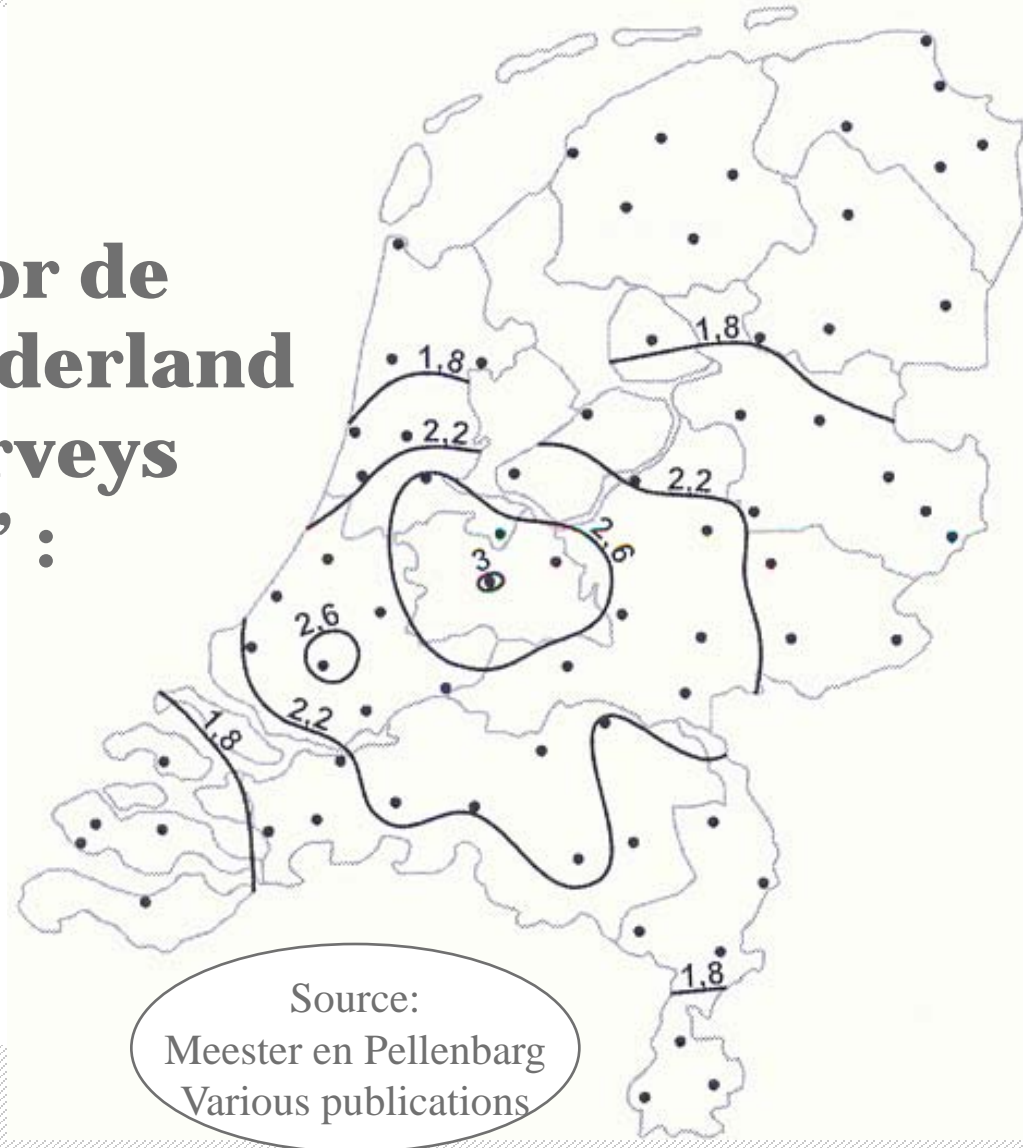 or de
derland
rveys
” :
1,8
1,8
2,2
2,2
2,6
3
2,6
2,2
1,8
1,8
Source:
Meester en Pellenbarg
Various publications